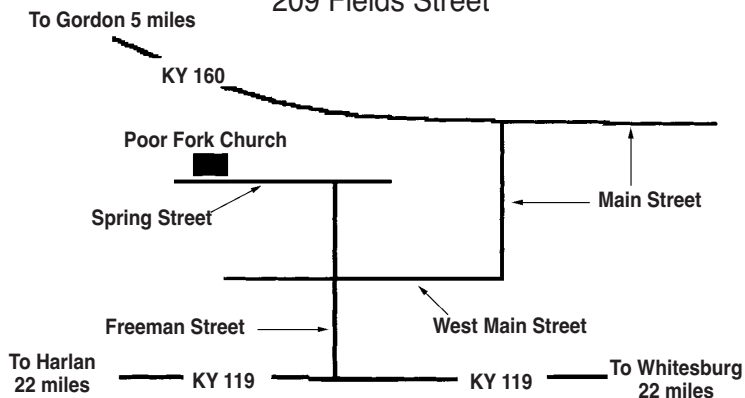 209 Fields Street
To Gordon 5 miles
KY 160
Poor Fork Church
Main Street
Spring Street
Freeman Street
West Main Street
To Harlan
22 miles
KY 119
KY 119
To Whitesburg
22 miles